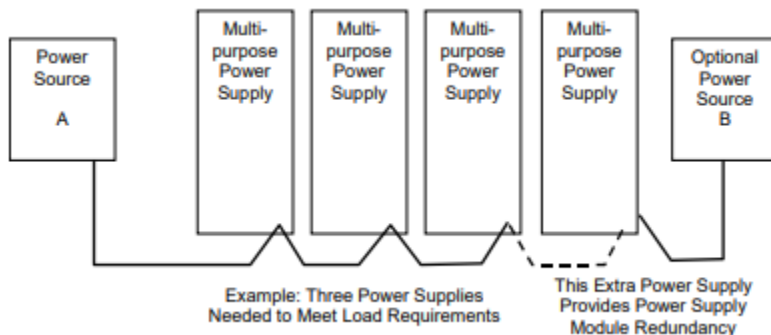 Power
Source
A
Multi-
purpose
Power
Supply
Multi-
purpose
Power
Supply
Multi-
purpose
Power
Supply
Multi-
purpose
Power
Supply
Optional
Power
Source
B
Example: Three Power Supplies
Needed to Meet Load Requirements
This Extra Power Supply
Provides Power Supply
Module Redundancy